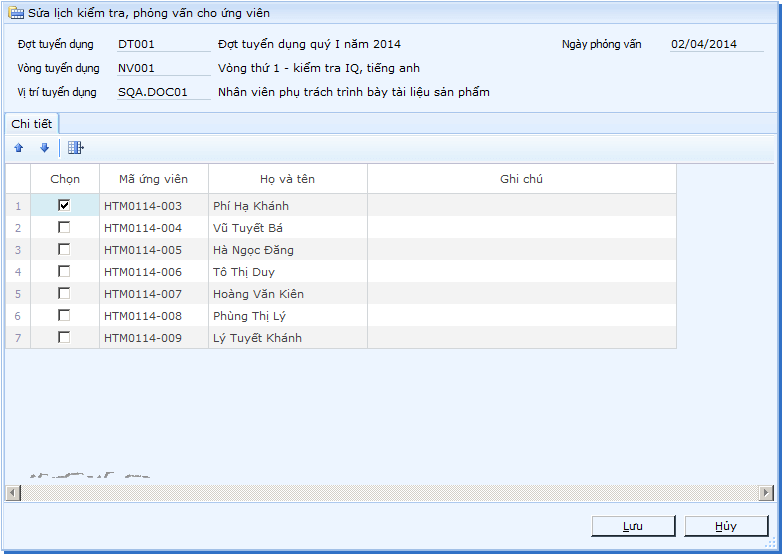 Sửa lịch kiểm tra, phỏng vấn cho ứng viên
Đợt tuyển dụng DT001 Đợt tuyển dụng quý I năm 2014 Ngày phỏng vấn 02/04/2014
Vòng tuyển dụng NV001 Vòng thứ 1 - kiểm tra IQ, tiếng anh
Vị trí tuyển dụng SQA.DOC01 Nhân viên phụ trách trình bày tài liệu sản phẩm
Chi tiết
Chọn Mã ứng viên Họ và tên Ghi chú
1 HTM0114-003 Phí Hạ Khánh
2 HTM0114-004 Vũ Tuyết Bá
3 HTM0114-005 Hà Ngọc Đăng
4 HTM0114-006 Tô Thị Duy
5 HTM0114-007 Hoàng Văn Kiên
6 HTM0114-008 Phùng Thị Lý
7 HTM0114-009 Lý Tuyết Khánh
Lưu Hủy